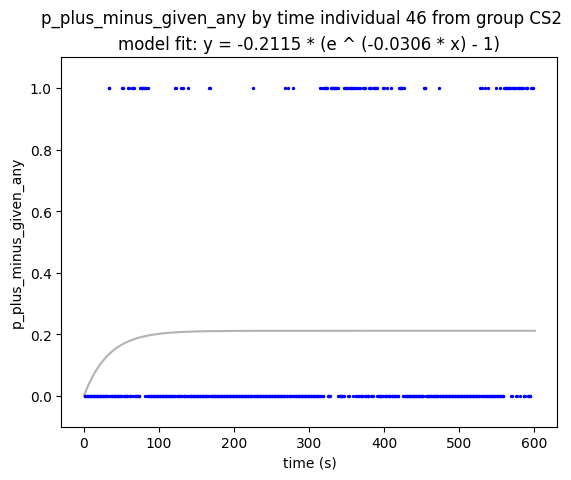 p_plus_minus_given_any by time individual 46 from group CS2
model fit: y = -0.2115 * (e ^ (-0.0306 * x) - 1)
1.0
0.8
0.6
0.4
0.2
0.0
p_plus_minus_given_any
0 100 200 300 400 500 600
time (s)